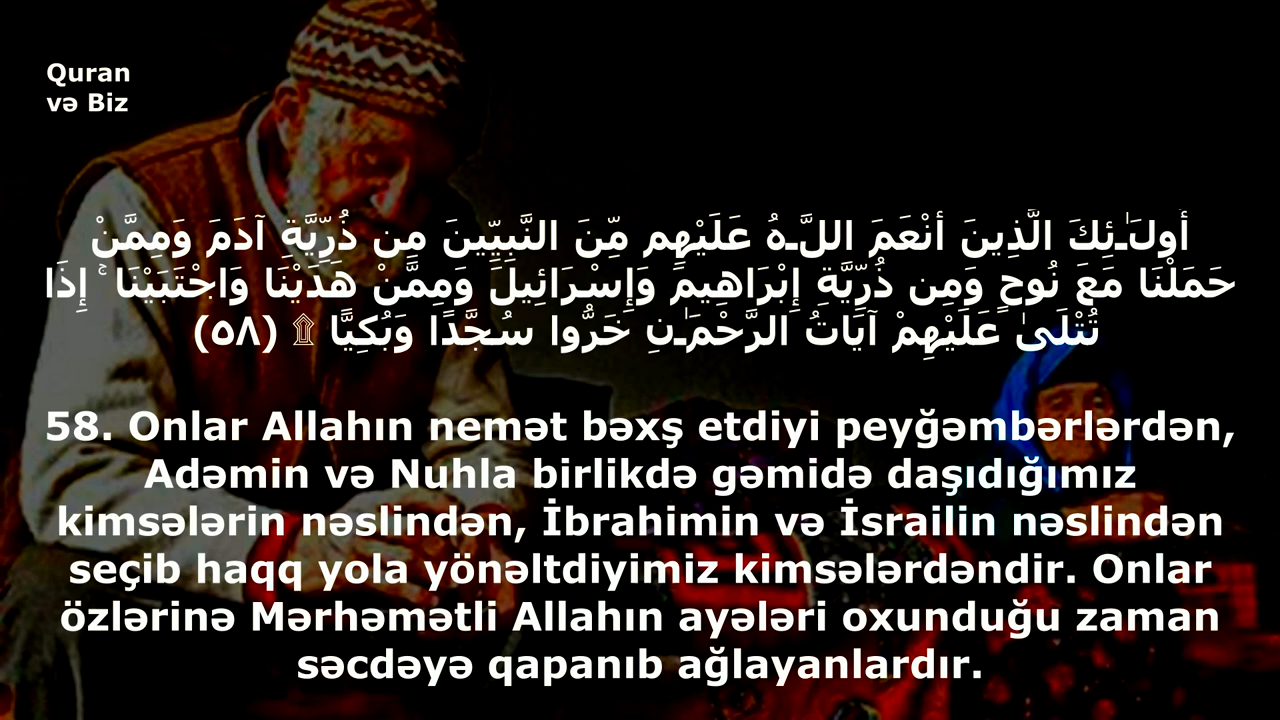 Quran
və Biz
أُولَـٰئِكَ الَّذِينَ أَنْعَمَ اللَّـهُ عَلَيْهِم مِّنَ النَّبِيِّينَ مِن ذُرِّيَّةِ آدَمَ وَمِمَّنْ
حَمَلْنَا مَعَ نُوحٍ وَمِن ذُرِّيَّةِ إِبْرَاهِيمَ وَإِسْرَائِيلَ وَمِمَّنْ هَدَيْنَا وَاجْتَبَيْنَا ۚ إِذَا
تُتْلَىٰ عَلَيْهِمْ آيَاتُ الرَّحْمَـٰنِ خَرُّوا سُجَّدًا وَبُكِيًّا ۩ (٥٨)
58. Onlar Allahın nemət bəxş etdiyi peyğəmbərlərdən,
Adəmin və Nuhla birlikdə gəmidə daşıdığımız
kimsələrin nəslindən, İbrahimin və İsrailin nəslindən
seçib haqq yola yönəltdiyimiz kimsələrdəndir. Onlar
özlərinə Mərhəmətli Allahın ayələri oxunduğu zaman
səcdəyə qapanıb ağlayanlardır.